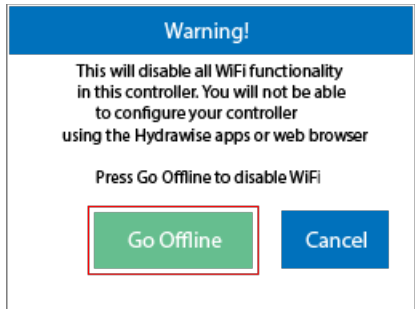 Warning!
This will disable all WiFi functionality
in this controller. You will not be able
to configure your controller
using the Hydrawise apps or web browser
Press Go Offline to disable WiFi
Go Offline
Cancel